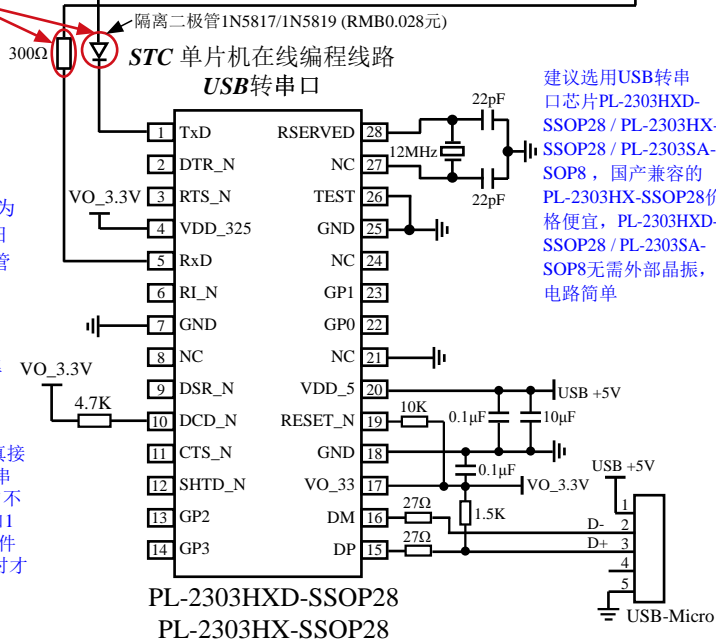 隔离二极管1N5817/1N5819 (RMB0.028元)
300Ω
STC 单片机在线编程线路
USB转串口
建议选用USB转串
口芯片PL-2303HXD-
SSOP28 / PL-2303HX-
SSOP28 / PL-2303SA-
SOP8 ，国产兼容的
PL-2303HX-SSOP28价
格便宜，PL-2303HXD-
SSOP28 / PL-2303SA-
SOP8无需外部晶振，
电路简单
为
管
接
串
不
1
件
才
1 TxD
2 DTR_N
3 RTS_N
4 VDD_325
5 RxD
6 RI_N
7 GND
8 NC
9 DSR_N
10 DCD_N
11 CTS_N
12 SHTD_N
13 GP2
14 GP3
RSERVED 28
NC 27
TEST 26
GND 25
NC 24
GP1 23
GP0 22
NC 21
VDD_5 20
RESET_N 19
GND 18
VO_33 17
DM 16
DP 15
VO_3.3V
VO_3.3V
4.7K
22pF
12MHz
22pF
USB +5V
10K
0.1μF
10μF
0.1μF
VO_3.3V
27Ω
1.5K
27Ω
USB +5V
D-
D+
1
2
3
4
5
USB-Micro
PL-2303HXD-SSOP28
PL-2303HX-SSOP28